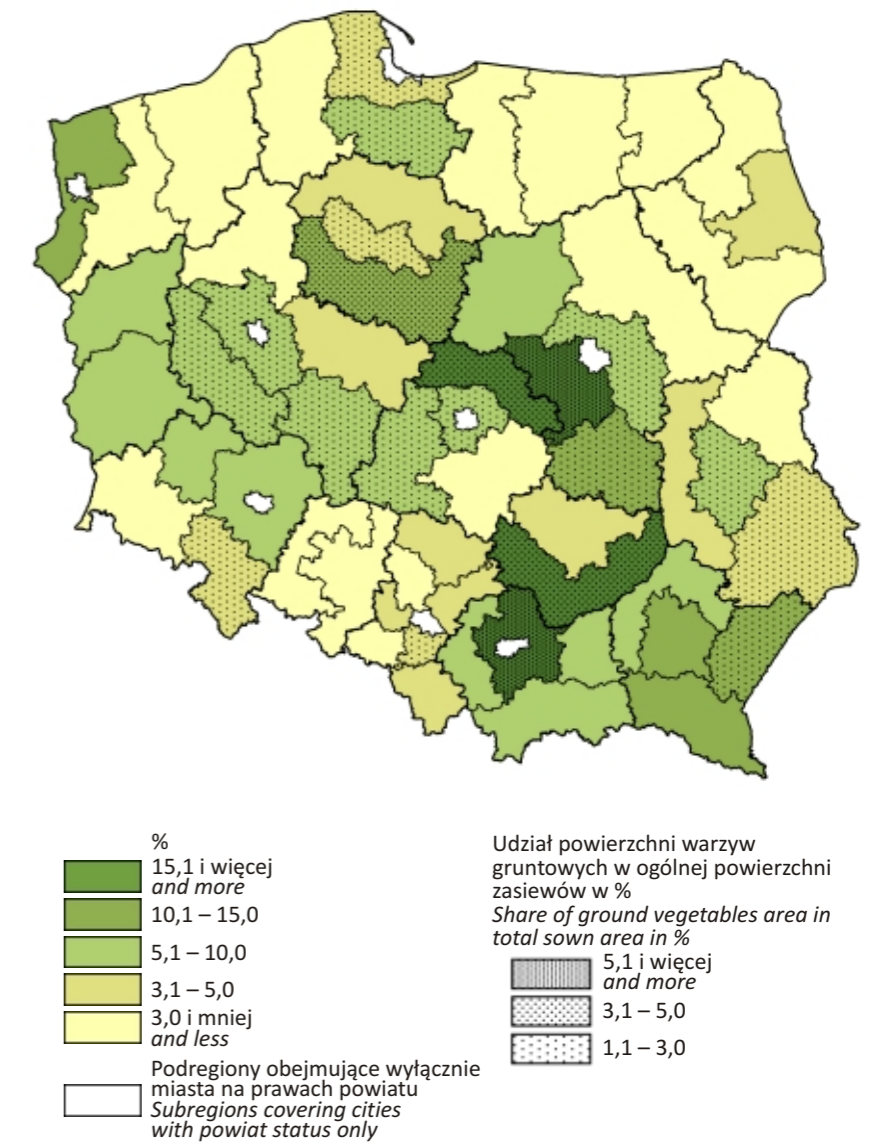 %
15,1 i więcej
and more
10,1 – 15,0
5,1 – 10,0
3,1 – 5,0
3,0 i mniej
and less
Podregiony obejmujące wyłącznie
miasta na prawach powiatu
Subregions covering cities
with powiat status only
Udział powierzchni warzyw
gruntowych w ogólnej powierzchni
zasiewów w %
Share of ground vegetables area in
total sown area in %
5,1 i więcej
and more
3,1 – 5,0
1,1 – 3,0